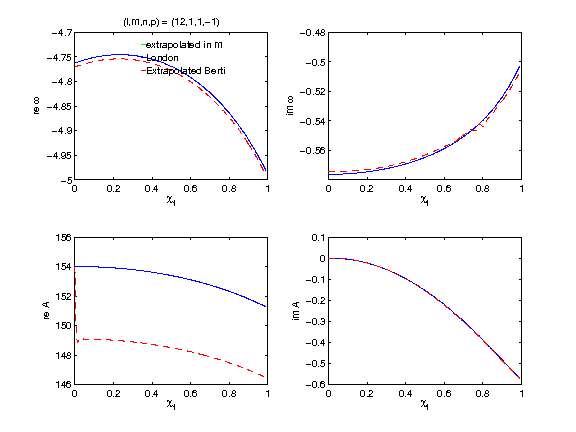 (l,m,n,p) = (12,1,1,−1)
−4.7
−4.75
−4.8
−4.85
−4.9
−4.95
−5
re ω
0 0.2 0.4 0.6 0.8 1
χf
extrapolated in m
London
Extrapolated Berti
−0.48
−0.5
−0.52
−0.54
−0.56
im ω
0 0.2 0.4 0.6 0.8 1
χf
156
154
152
150
148
146
re A
0 0.2 0.4 0.6 0.8 1
χf
0.1
0
−0.1
−0.2
−0.3
−0.4
−0.5
−0.6
im A
0 0.2 0.4 0.6 0.8 1
χf